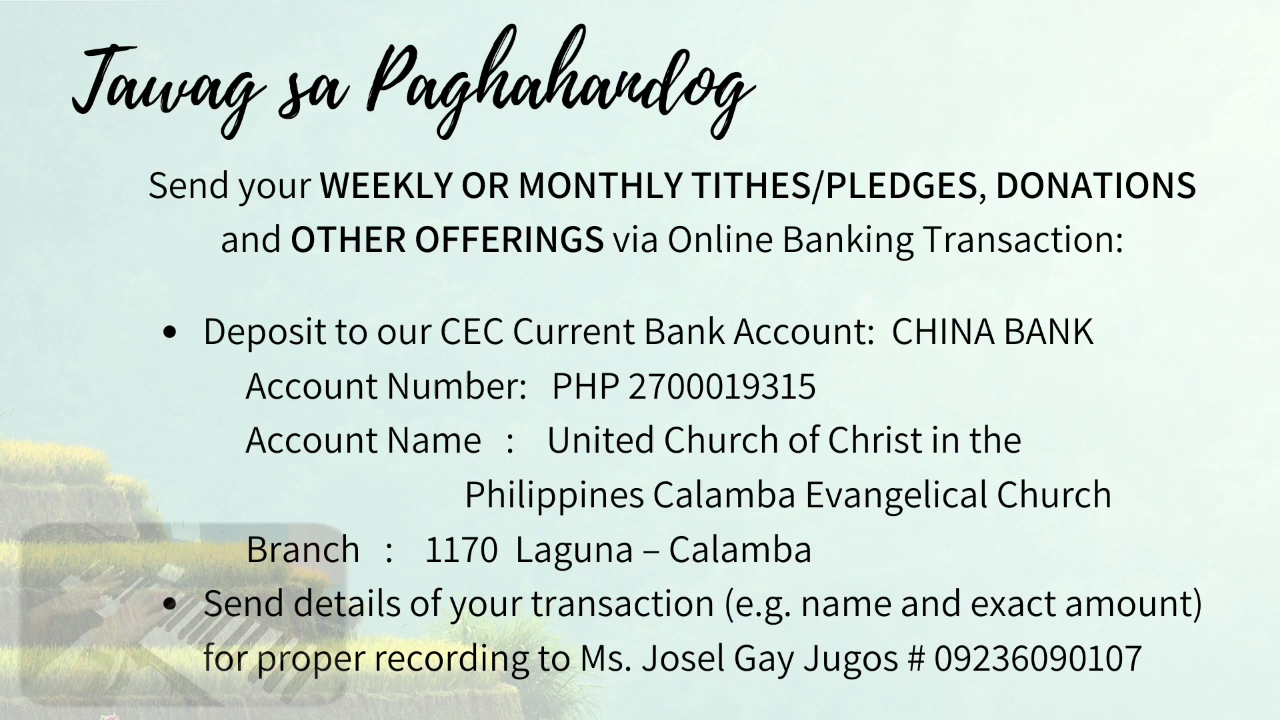 Tawag sa Paghahandog
Send your WEEKLY OR MONTHLY TITHES/PLEDGES, DONATIONS
and OTHER OFFERINGS via Online Banking Transaction:
• Deposit to our CEC Current Bank Account: CHINA BANK
Account Number: PHP 2700019315
Account Name : United Church of Christ in the
Philippines Calamba Evangelical Church
Branch : 1170 Laguna – Calamba
• Send details of your transaction (e.g. name and exact amount)
for proper recording to Ms. Josel Gay Jugos # 09236090107